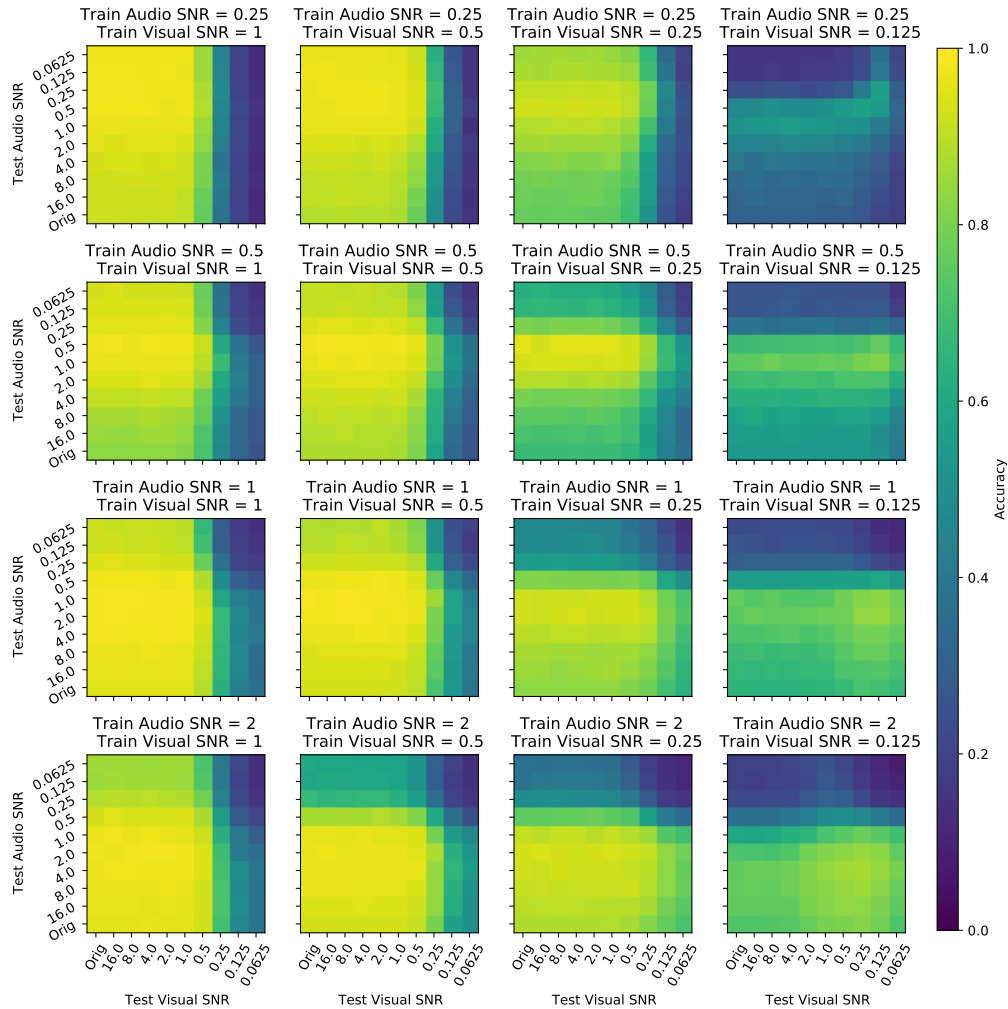 Train Audio SNR = 0.25
Train Visual SNR = 1
Train Audio SNR = 0.25
Train Visual SNR = 0.5
Train Audio SNR = 0.25
Train Visual SNR = 0.25
Train Audio SNR = 0.25
Train Visual SNR = 0.125
Test Audio SNR
0.0625
0.125
0.25
0.5
1.0
2.0
4.0
8.0
16.0
Orig
Train Audio SNR = 0.5
Train Visual SNR = 1
Train Audio SNR = 0.5
Train Visual SNR = 0.5
Train Audio SNR = 0.5
Train Visual SNR = 0.25
Train Audio SNR = 0.5
Train Visual SNR = 0.125
Test Audio SNR
0.0625
0.125
0.25
0.5
1.0
2.0
4.0
8.0
16.0
Orig
Train Audio SNR = 1
Train Visual SNR = 1
Train Audio SNR = 1
Train Visual SNR = 0.5
Train Audio SNR = 1
Train Visual SNR = 0.25
Train Audio SNR = 1
Train Visual SNR = 0.125
Test Audio SNR
0.0625
0.125
0.25
0.5
1.0
2.0
4.0
8.0
16.0
Orig
Train Audio SNR = 2
Train Visual SNR = 1
Train Audio SNR = 2
Train Visual SNR = 0.5
Train Audio SNR = 2
Train Visual SNR = 0.25
Train Audio SNR = 2
Train Visual SNR = 0.125
Test Audio SNR
0.0625
0.125
0.25
0.5
1.0
2.0
4.0
8.0
16.0
Orig
Orig 16.0 8.0 4.0 2.0 1.0 0.5 0.25 0.125 0.0625
Test Visual SNR
Orig 16.0 8.0 4.0 2.0 1.0 0.5 0.25 0.125 0.0625
Test Visual SNR
Orig 16.0 8.0 4.0 2.0 1.0 0.5 0.25 0.125 0.0625
Test Visual SNR
Orig 16.0 8.0 4.0 2.0 1.0 0.5 0.25 0.125 0.0625
Test Visual SNR
1.0
0.8
0.6
0.4
0.2
0.0
Accuracy